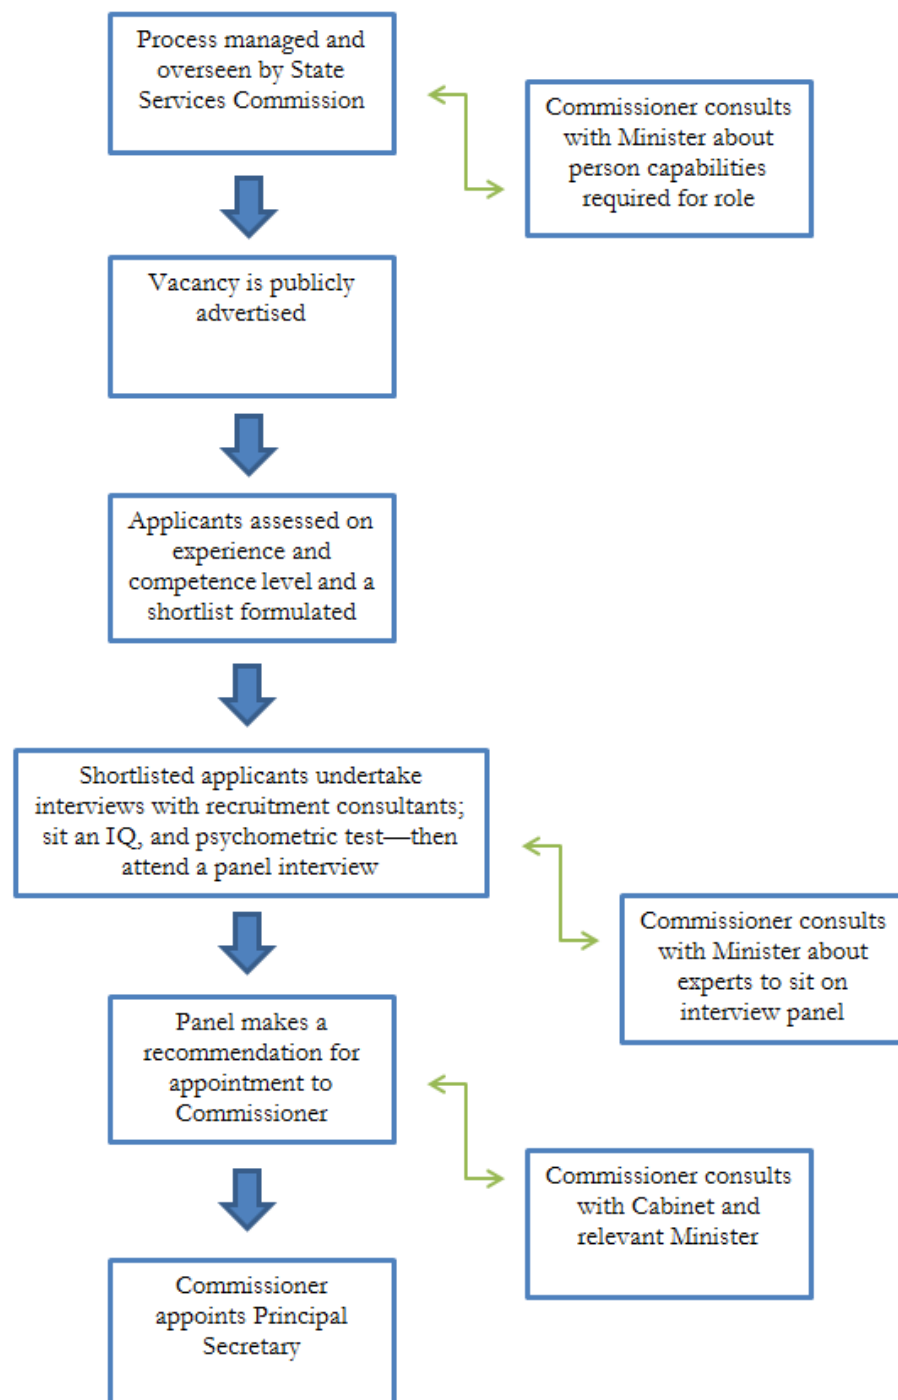 Process managed and
overseen by State
Services Commission
Commissioner consults
with Minister about
person capabilities
required for role
Vacancy is publicly
advertised
Applicants assessed on
experience and
competence level and a
shortlist formulated
Shortlisted applicants undertake
interviews with recruitment consultants;
sit an IQ, and psychometric test—then
attend a panel interview
Commissioner consults
with Minister about
experts to sit on
interview panel
Panel makes a
recommendation for
appointment to
Commissioner
Commissioner consults
with Cabinet and
relevant Minister
Commissioner
appoints Principal
Secretary